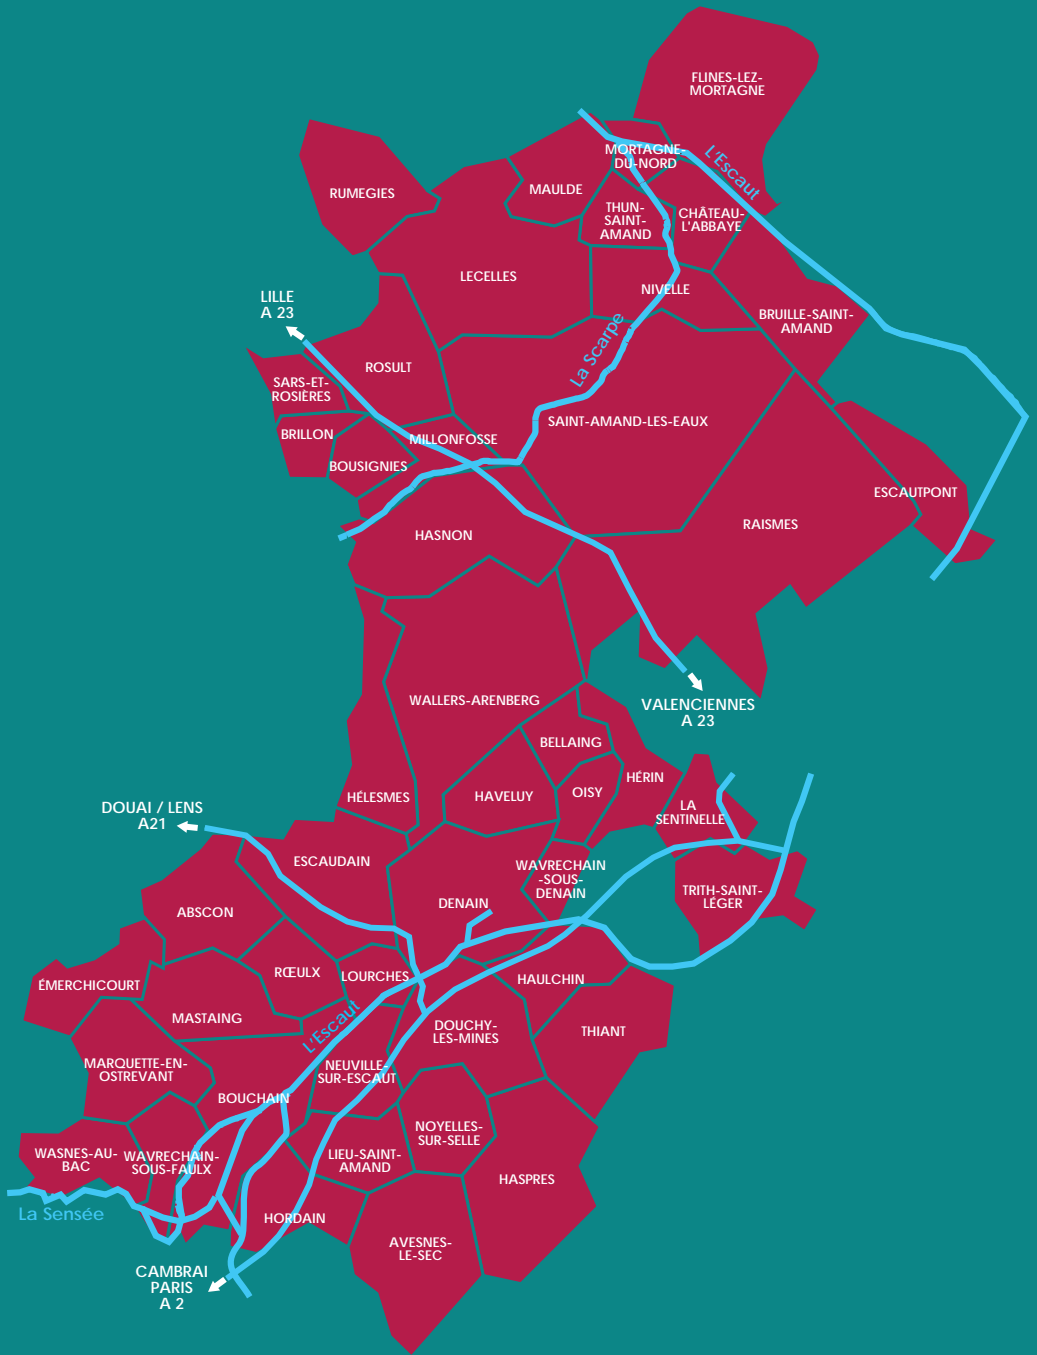 FLINES-LEZ-
MORTAGNE
MORTAGNE-
DU-NORD
L'Escaut
RUMEGIES
MAULDE
THUN-
SAINT-
AMAND
CHÂTEAU-
L'ABBAYE
LECELLES
NIVELLE
LILLE
A 23
BRUILLE-SAINT-
AMAND
La Scarpe
ROSULT
SARS-ET-
ROSIÈRES
SAINT-AMAND-LES-EAUX
BRILLON
MILLONFOSSE
BOUSIGNIES
ESCAUTPONT
RAISMES
HASNON
WALLERS-ARENBERG
VALENCIENNES
A 23
BELLAING
HÉRIN
OISY
HÉLESMES
HAVELUY
LA
SENTINELLE
DOUAI / LENS
A21
ESCAUDAIN
WAVRECHAIN
-SOUS-
DENAIN
TRITH-SAINT-
LÉGER
DENAIN
ABSCON
RŒULX
LOURCHES
HAULCHIN
ÉMERCHICOURT
MASTAING
L'Escaut
DOUCHY-
LES-MINES
THIANT
MARQUETTE-EN-
OSTREVANT
NEUVILLE-
SUR-ESCAUT
BOUCHAIN
NOYELLES-
SUR-SELLE
WASNES-AU-
BAC
WAVRECHAIN-
SOUS-FAULX
LIEU-SAINT-
AMAND
HASPRES
La Sensée
HORDAIN
AVESNES-
LE-SEC
CAMBRAI
PARIS
A 2